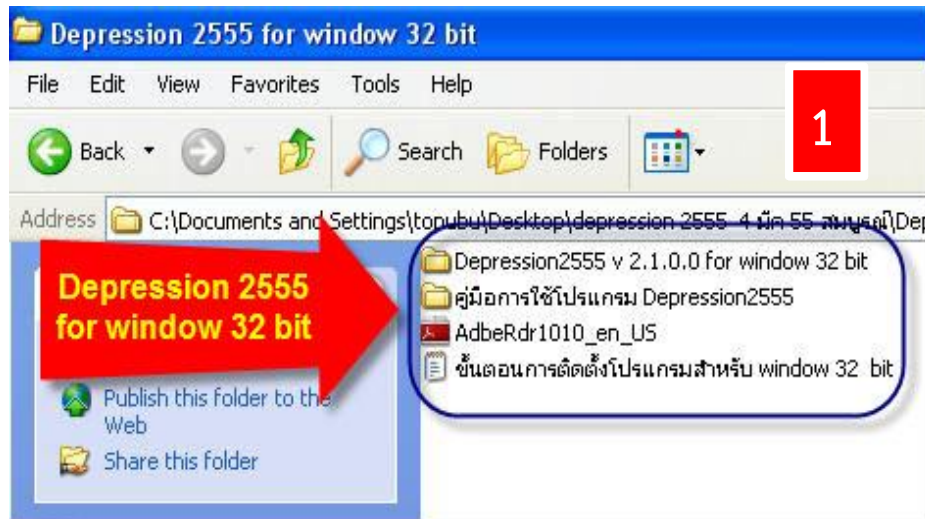 Depression 2555 for window 32 bit
File Edit View Favorites Tools Help
1
Back Search Folders
Address C:\Documents and Settings\topubu\Desktop\depression 2555 4 มีค 55 สมบูรณ์\Dep
Depression 2555
for window 32 bit
Depression2555 v 2.1.0.0 for window 32 bit
คู่มือการใช้โปรแกรม Depression2555
AdbeRdr1010_en_US
ขั้นตอนการติดตั้งโปรแกรมสำหรับ window 32 bit
Publish this folder to the
Web
Share this folder